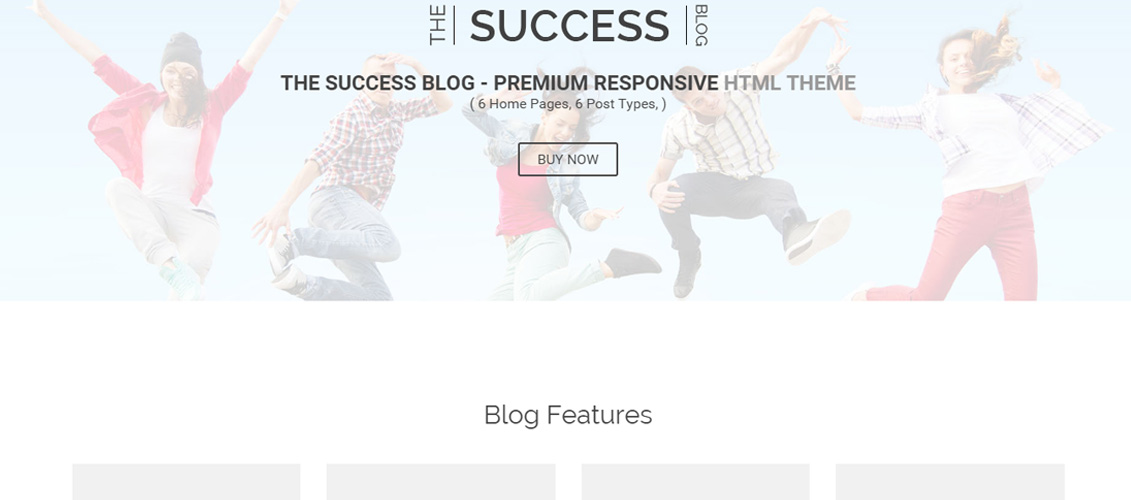 THE SUCCESS BLOG
THE SUCCESS BLOG - PREMIUM RESPONSIVE HTML THEME
( 6 Home Pages, 6 Post Types, )
BUY NOW
Blog Features